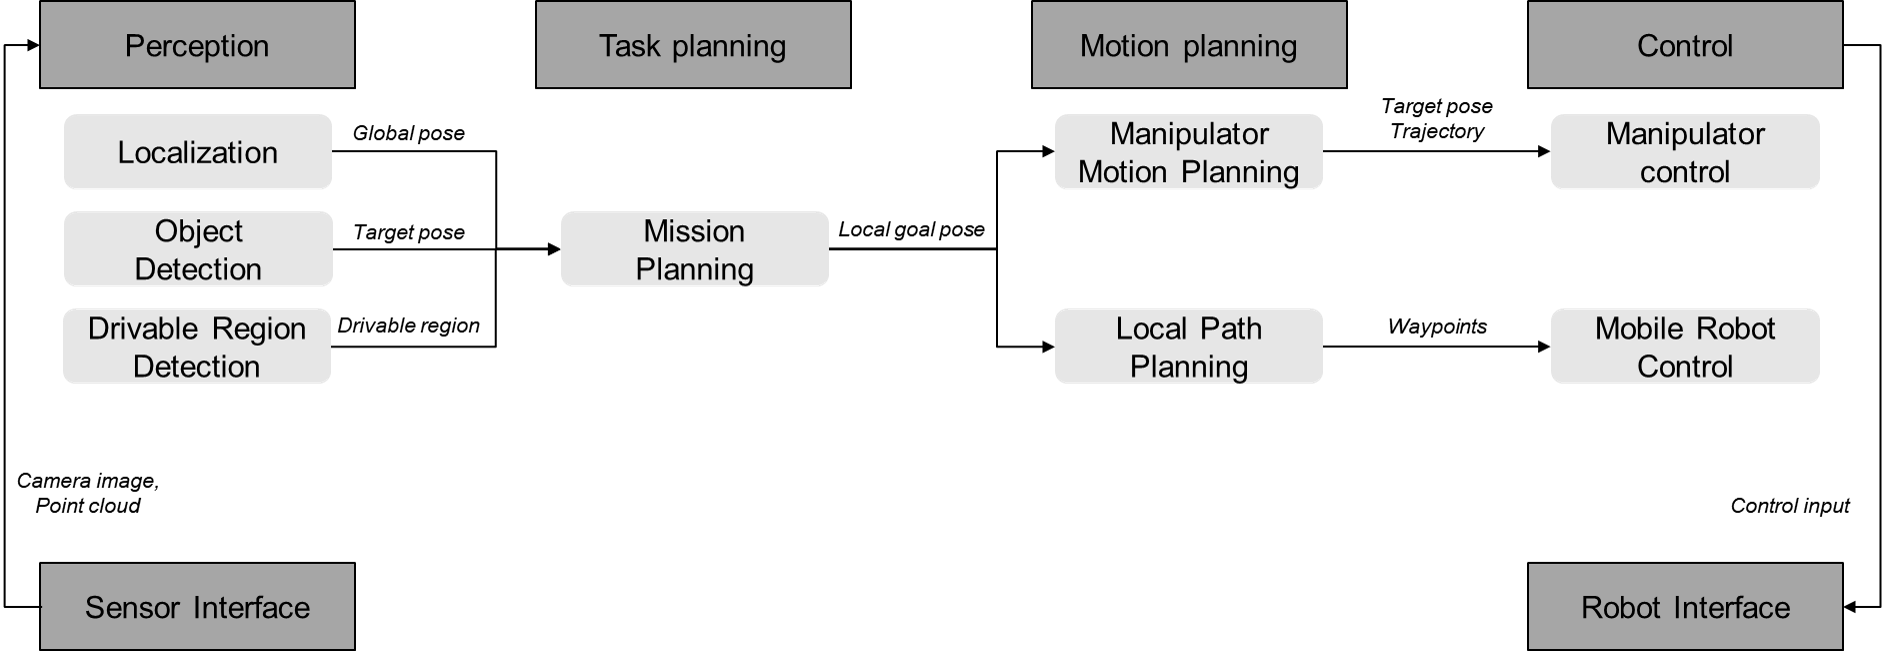 Perception
Task planning
Motion planning
Control
Localization
Global pose
Object
Detection
Target pose
Drivable Region
Detection
Drivable region
Mission
Planning
Local goal pose
Manipulator
Motion Planning
Target pose
Trajectory
Manipulator
control
Local Path
Planning
Waypoints
Mobile Robot
Control
Camera image,
Point cloud
Control input
Sensor Interface
Robot Interface